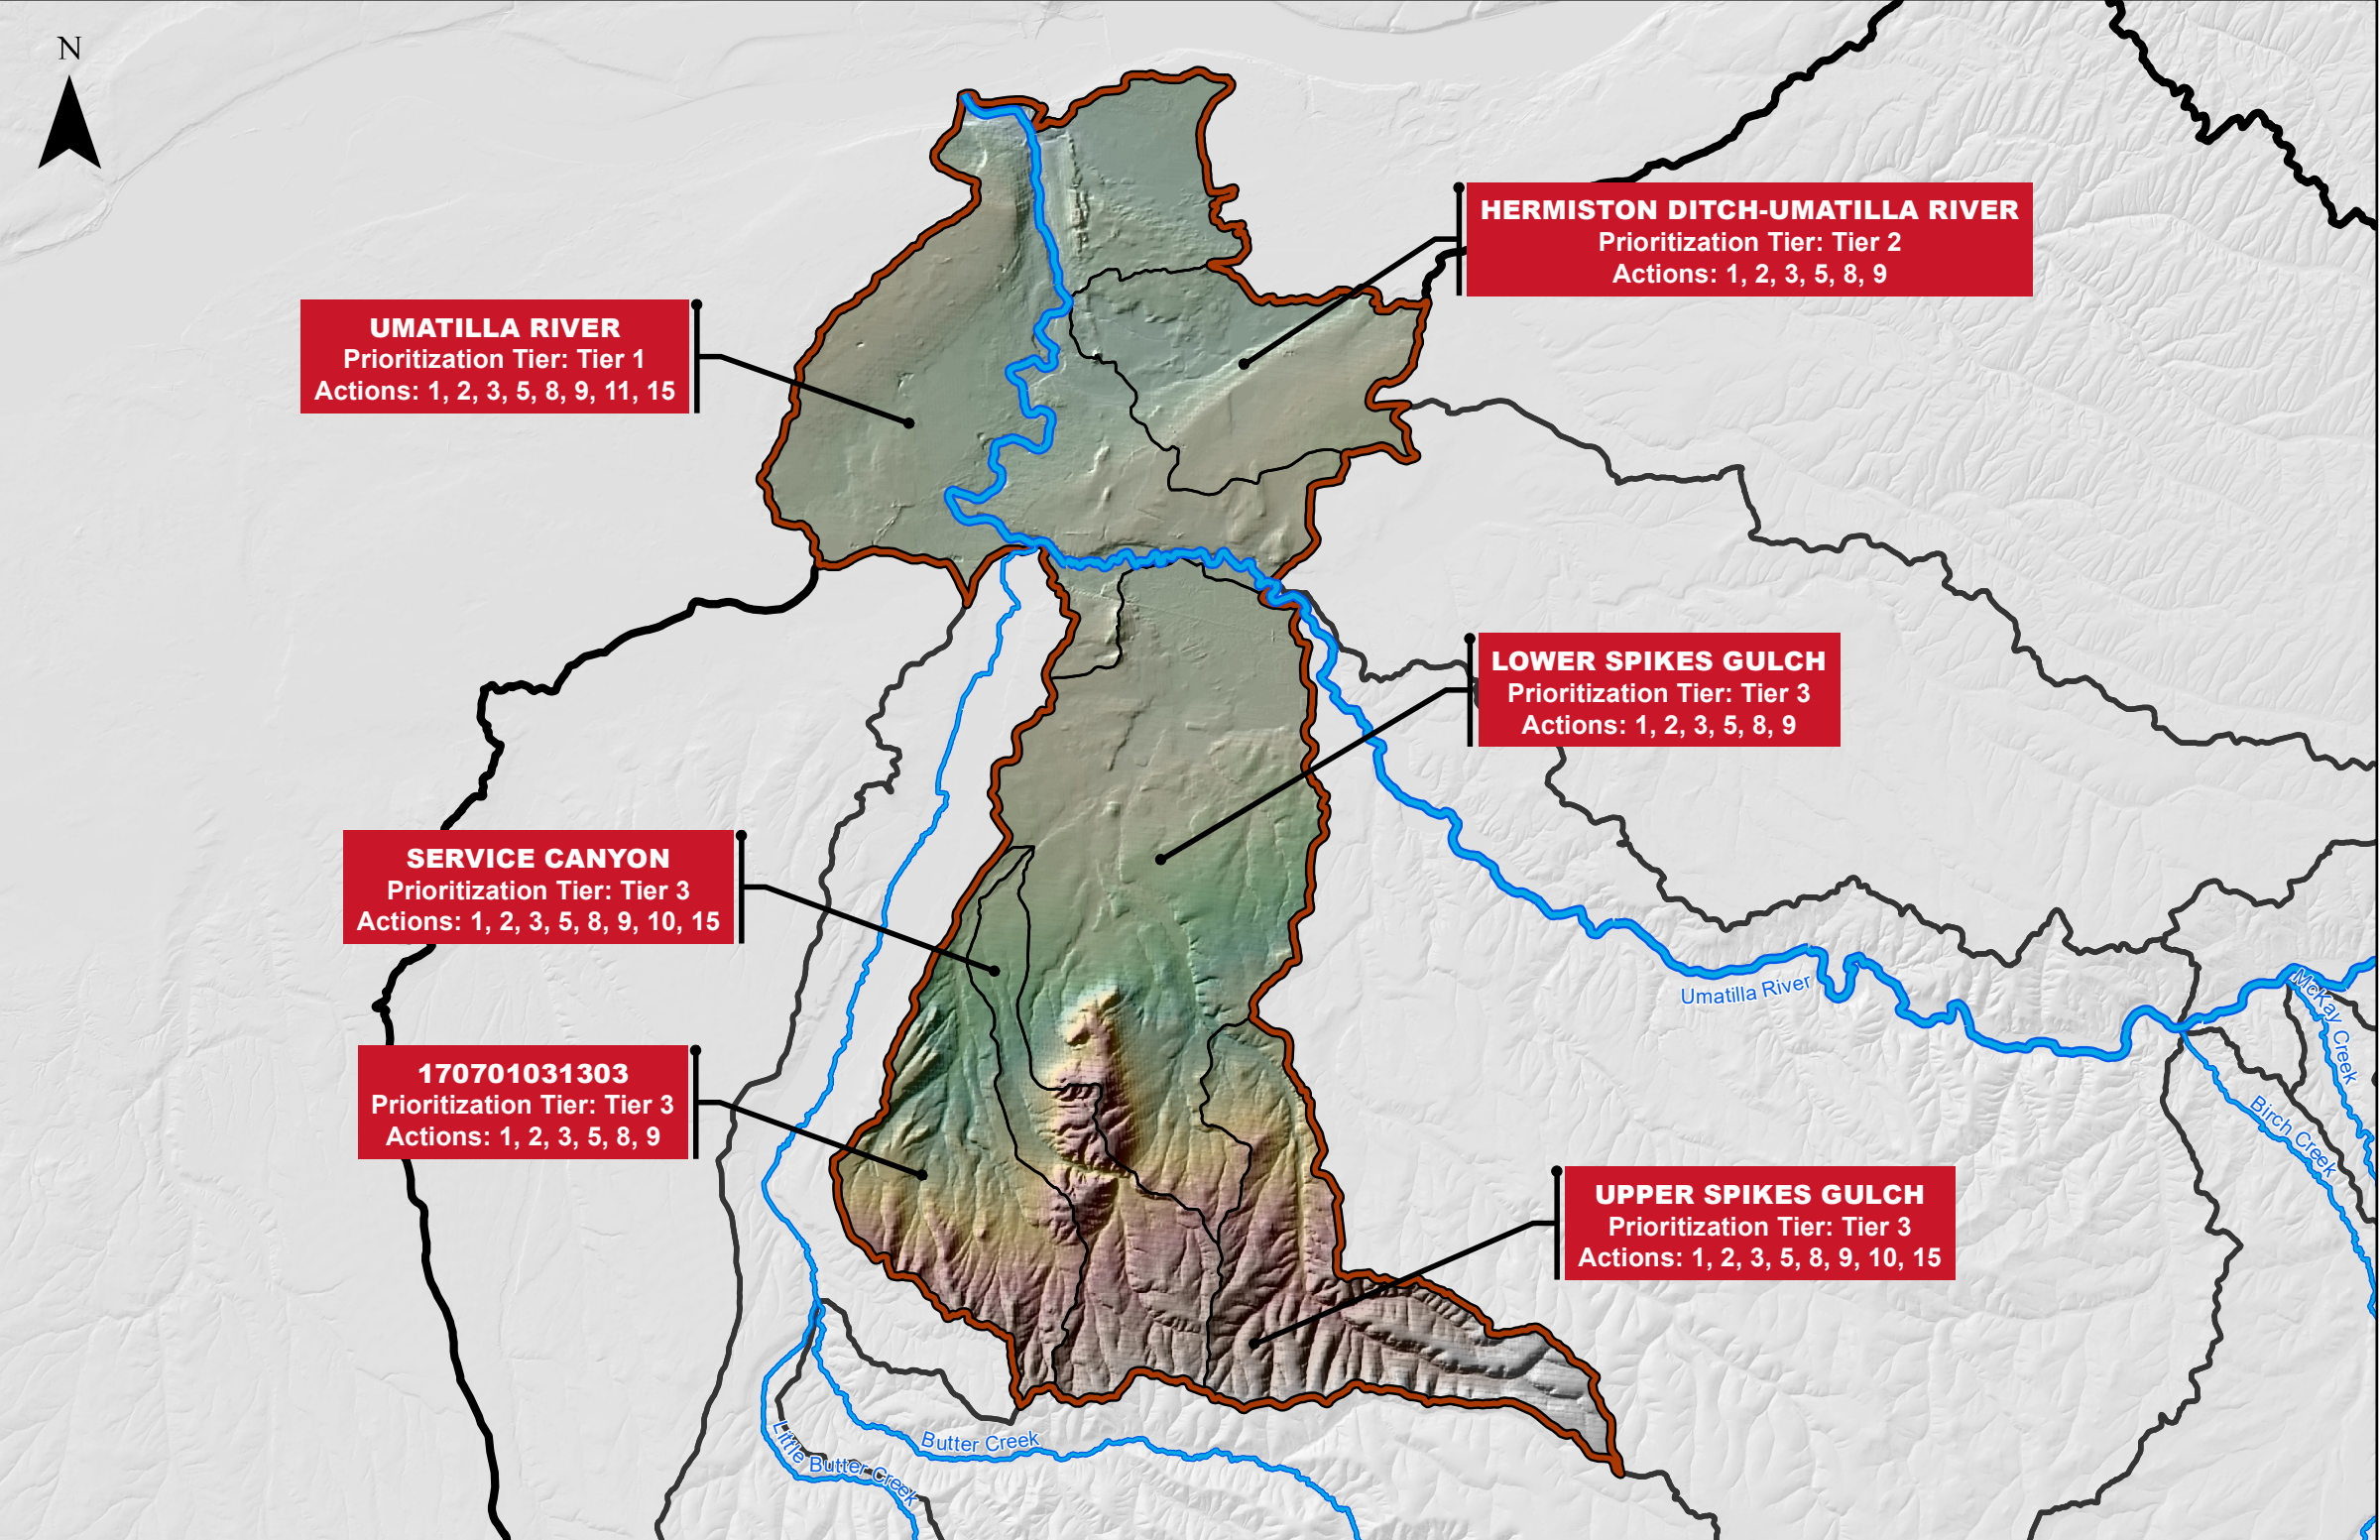 N
HERMISTON DITCH-UMATILLA RIVER
Prioritization Tier: Tier 2
Actions: 1, 2, 3, 5, 8, 9
UMATILLA RIVER
Prioritization Tier: Tier 1
Actions: 1, 2, 3, 5, 8, 9, 11, 15
LOWER SPIKES GULCH
Prioritization Tier: Tier 3
Actions: 1, 2, 3, 5, 8, 9
SERVICE CANYON
Prioritization Tier: Tier 3
Actions: 1, 2, 3, 5, 8, 9, 10, 15
Umatilla River
McKay Creek
170701031303
Prioritization Tier: Tier 3
Actions: 1, 2, 3, 5, 8, 9
Birch Creek
UPPER SPIKES GULCH
Prioritization Tier: Tier 3
Actions: 1, 2, 3, 5, 8, 9, 10, 15
Butter Creek
Little Butter Creek